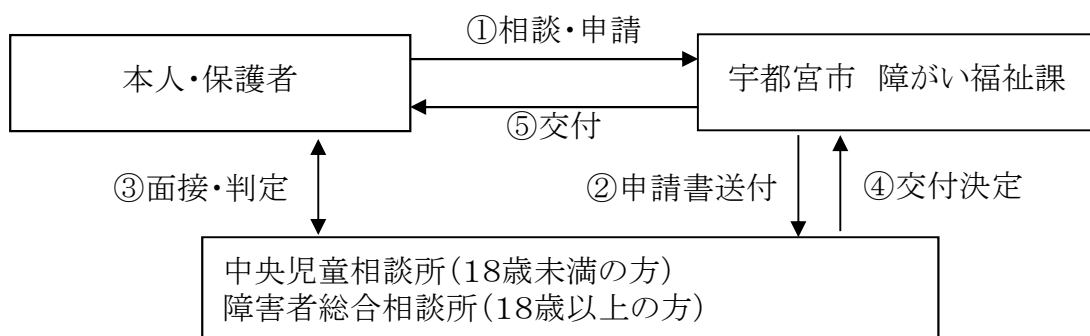 ①相談・申請
本人・保護者
宇都宮市 障がい福祉課
⑤交付
③面接・判定
②申請書送付
④交付決定
中央児童相談所(18歳未満の方)
障害者総合相談所(18歳以上の方)